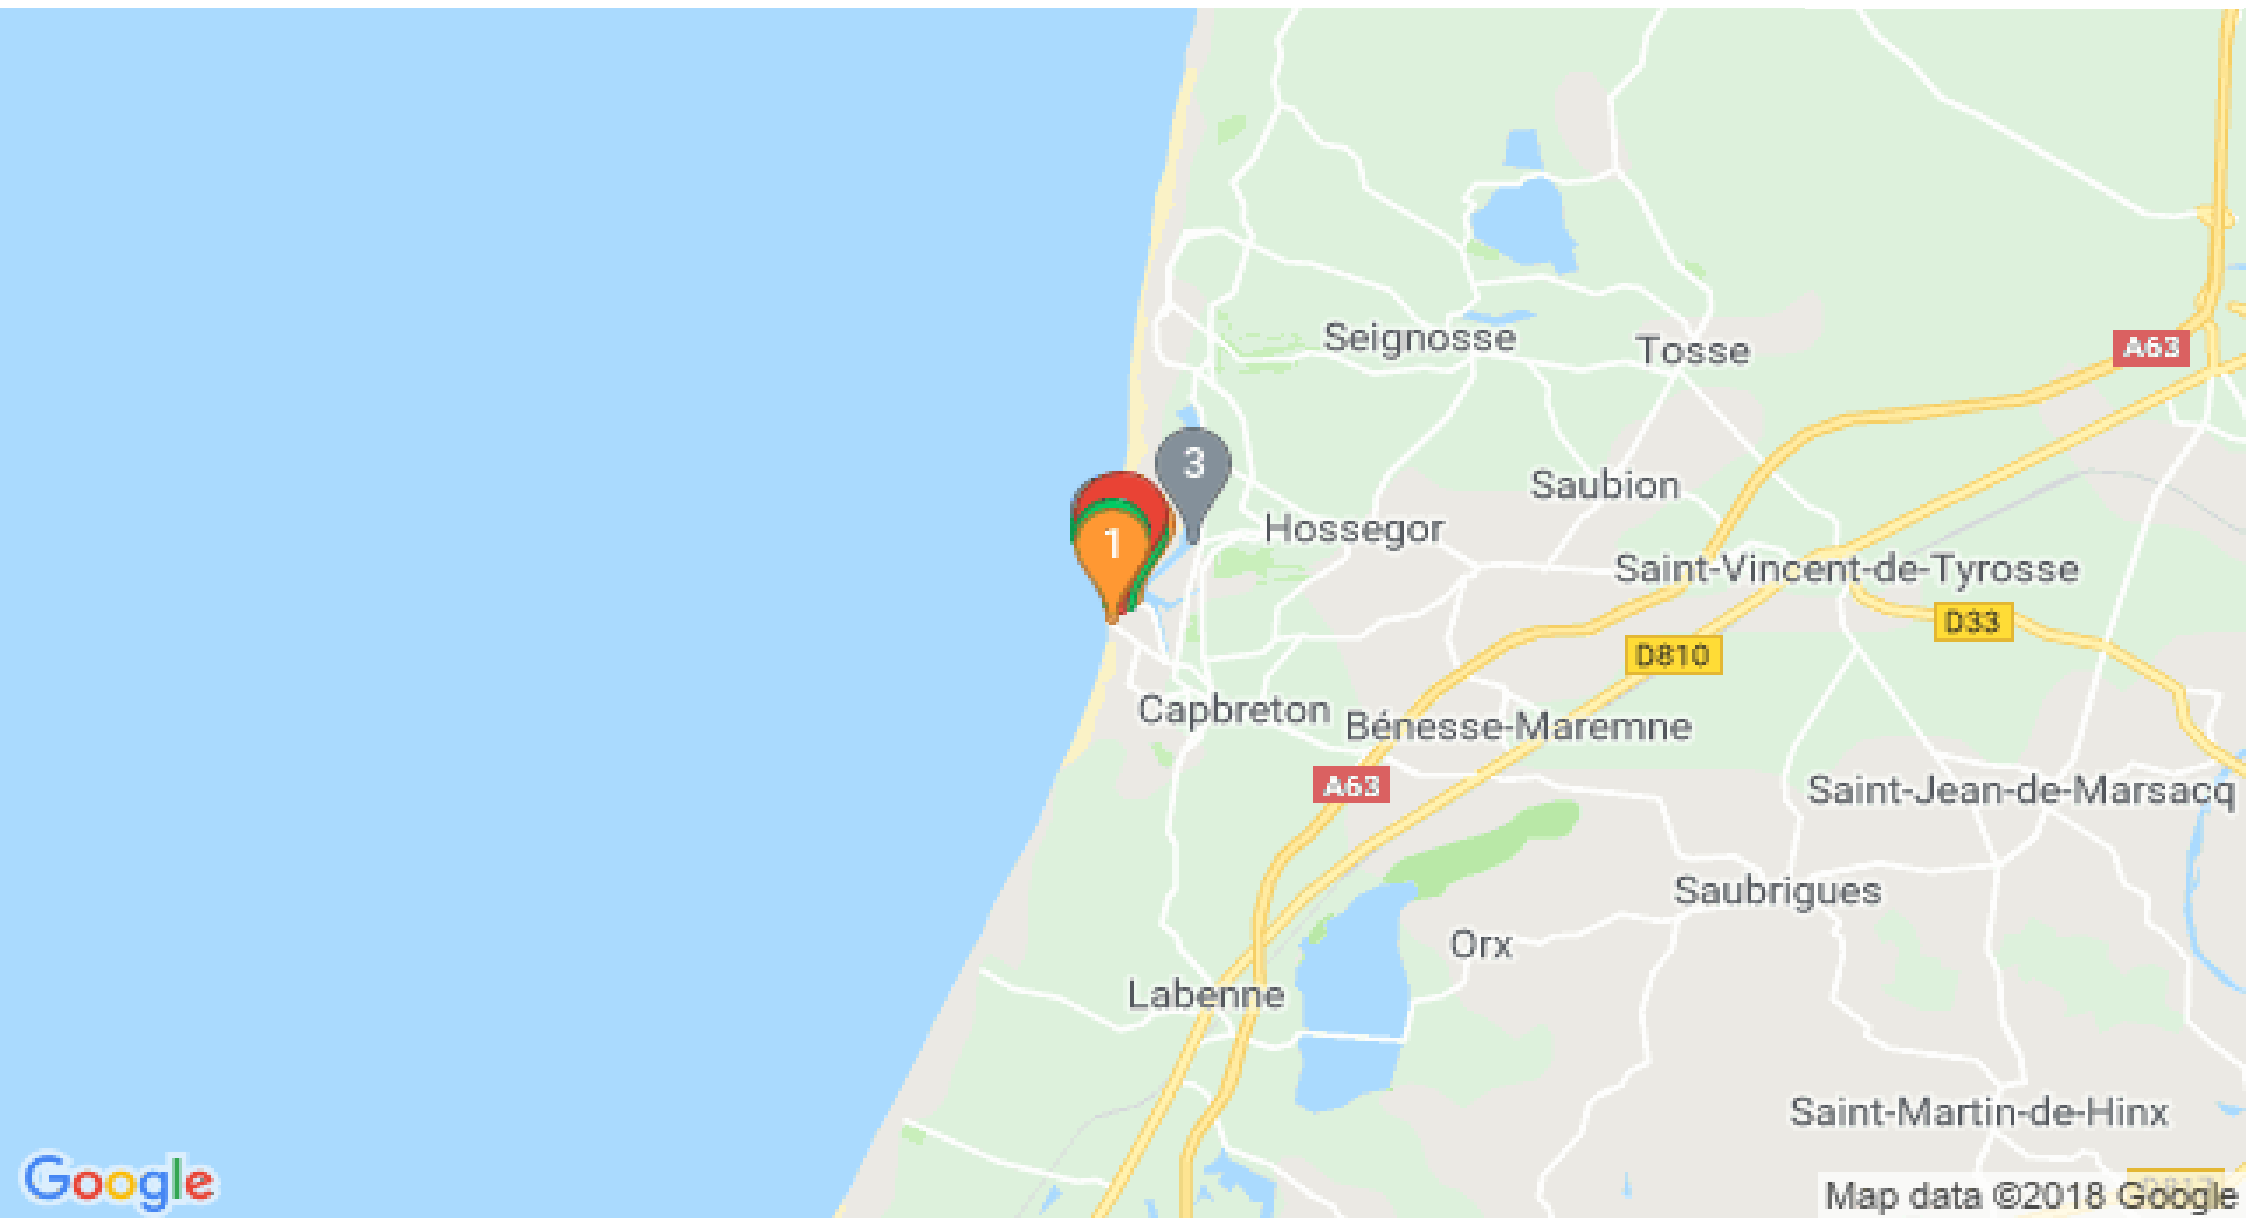 Seignosse
Tosse
A63
3
Saubion
1
Hossegor
Saint-Vincent-de-Tyrosse
D33
D810
Capbreton
Bénesse-Maremne
A63
Saint-Jean-de-Marsacq
Saubrigues
Orx
Labenne
Saint-Martin-de-Hinx
Google
Map data ©2018 Google